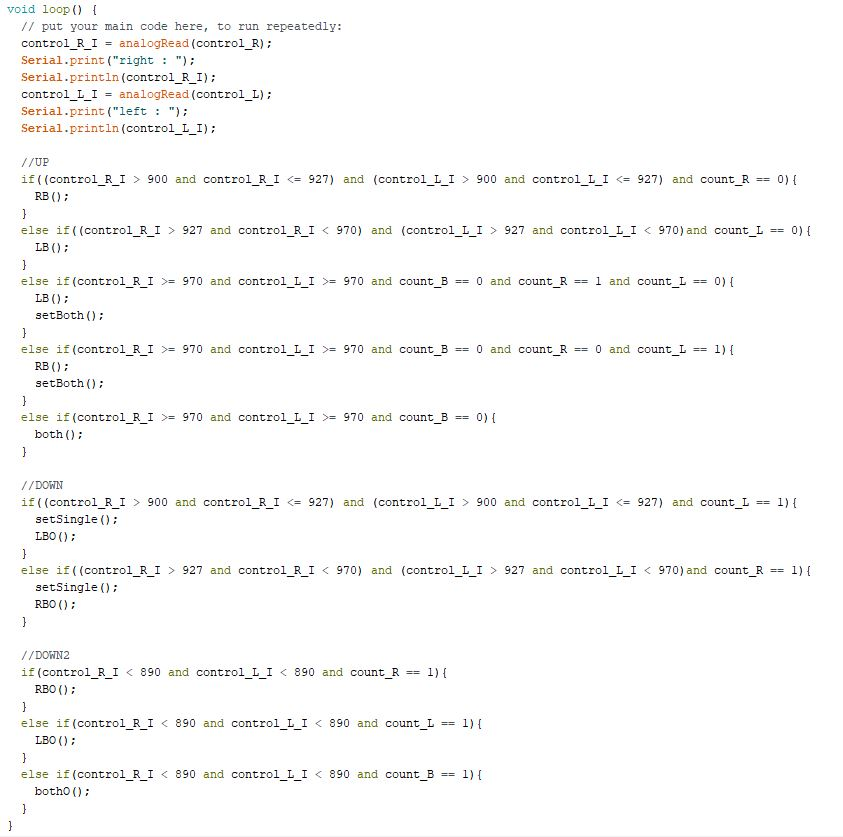 void loop() {
// put your main code here, to run repeatedly:
control_R_I = analogRead(control_R);
Serial.print("right : ");
Serial.println(control_R_I);
control_L_I = analogRead(control_L);
Serial.print("left : ");
Serial.println(control_L_I);
//UP
if((control_R_I > 900 and control_R_I <= 927) and (control_L_I > 900 and control_L_I <= 927) and count_R == 0){
RB();
}
else if((control_R_I > 927 and control_R_I < 970) and (control_L_I > 927 and control_L_I < 970)and count_L == 0){
LB();
}
else if(control_R_I >= 970 and control_L_I >= 970 and count_B == 0 and count_R == 1 and count_L == 0){
LB();
setBoth();
}
else if(control_R_I >= 970 and control_L_I >= 970 and count_B == 0 and count_R == 0 and count_L == 1){
RB();
setBoth();
}
else if(control_R_I >= 970 and control_L_I >= 970 and count_B == 0){
both();
}
//DOWN
if((control_R_I > 900 and control_R_I <= 927) and (control_L_I > 900 and control_L_I <= 927) and count_L == 1){
setSingle();
LBO();
}
else if((control_R_I > 927 and control_R_I < 970) and (control_L_I > 927 and control_L_I < 970)and count_R == 1){
setSingle();
RBO();
}
//DOWN2
if(control_R_I < 890 and control_L_I < 890 and count_R == 1){
RBO();
}
else if(control_R_I < 890 and control_L_I < 890 and count_L == 1){
LBO();
}
else if(control_R_I < 890 and control_L_I < 890 and count_B == 1){
bothO();
}
}